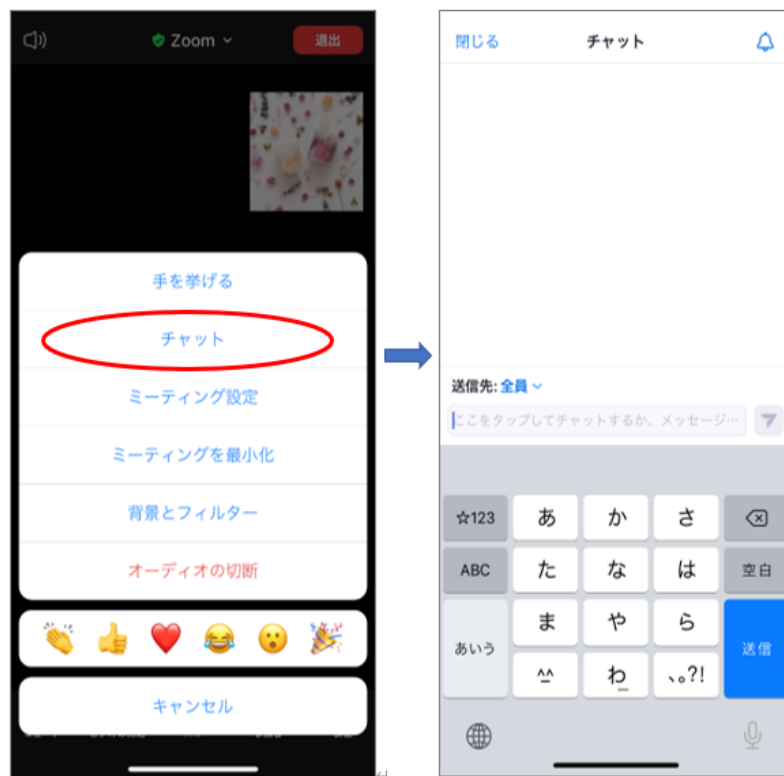 Zoom
退出
手を挙げる
チャット
ミーティング設定
ミーティングを最小化
背景とフィルター
オーディオの切断
キャンセル
閉じる
チャット
送信先: 全員
ここをタップしてチャットするか、メッセージ…
☆123
あ
か
さ
ABC
た
な
は
空白
あいう
ま
や
ら
送信
^^
わ
、。?!